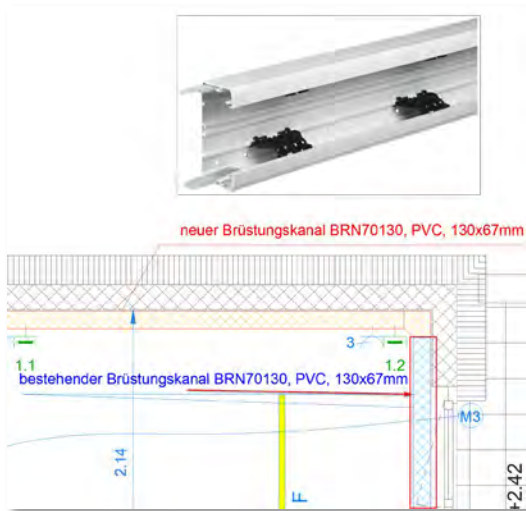 neuer Brüstungskanal BRN70130, PVC, 130x67mm
1.1
3
1.2
bestehender Brüstungskanal BRN70130, PVC, 130x67mm
M3
2.14
F
+2.42